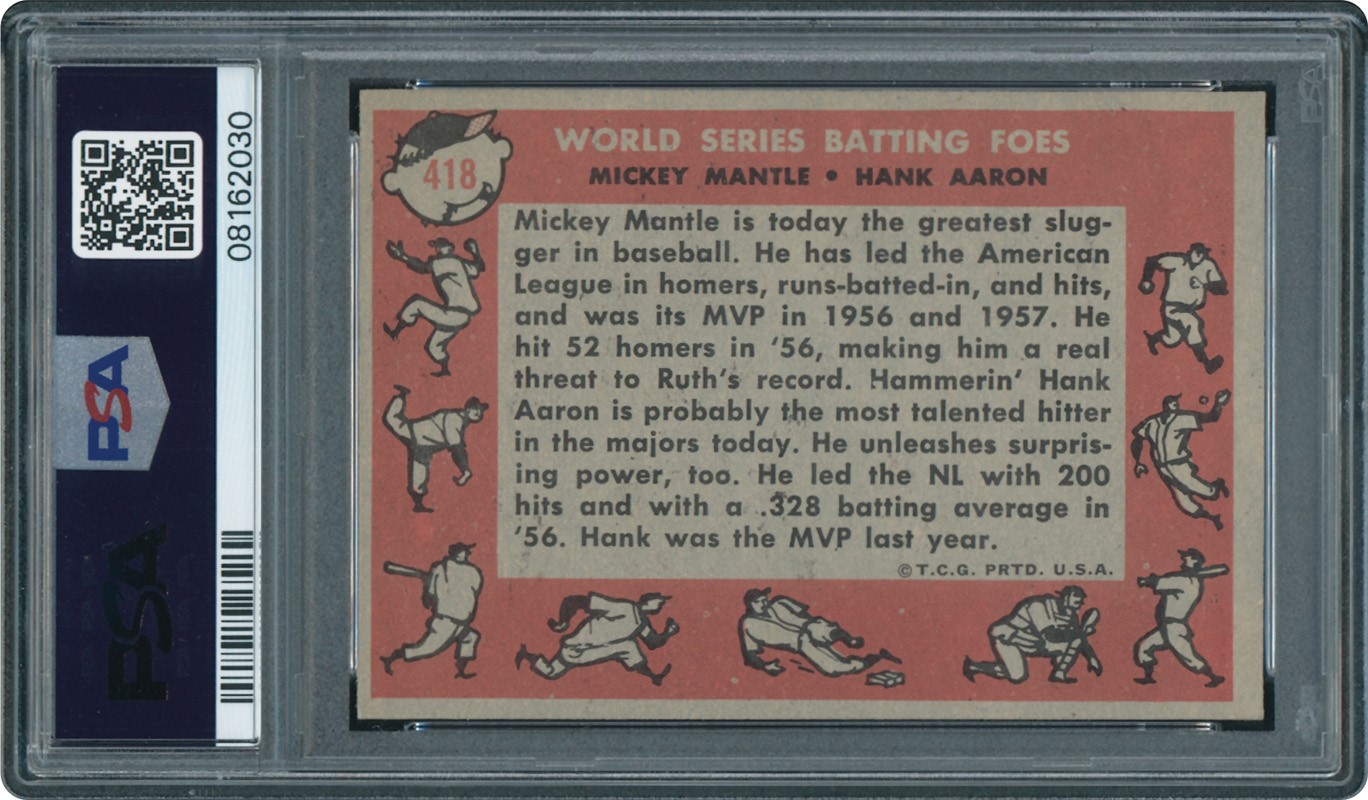 08162030
PSA
PSA
418
WORLD SERIES BATTING FOES
MICKEY MANTLE • HANK AARON
Mickey Mantle is today the greatest slug-
ger in baseball. He has led the American
League in homers, runs-batted-in, and hits,
and was its MVP in 1956 and 1957. He
hit 52 homers in '56, making him a real
threat to Ruth's record. Hammerin' Hank
Aaron is probably the most talented hitter
in the majors today. He unleashes surpris-
ing power, too. He led the NL with 200
hits and with a .328 batting average in
'56. Hank was the MVP last year.
©T.C.G. PRTD. U.S.A.
PSA